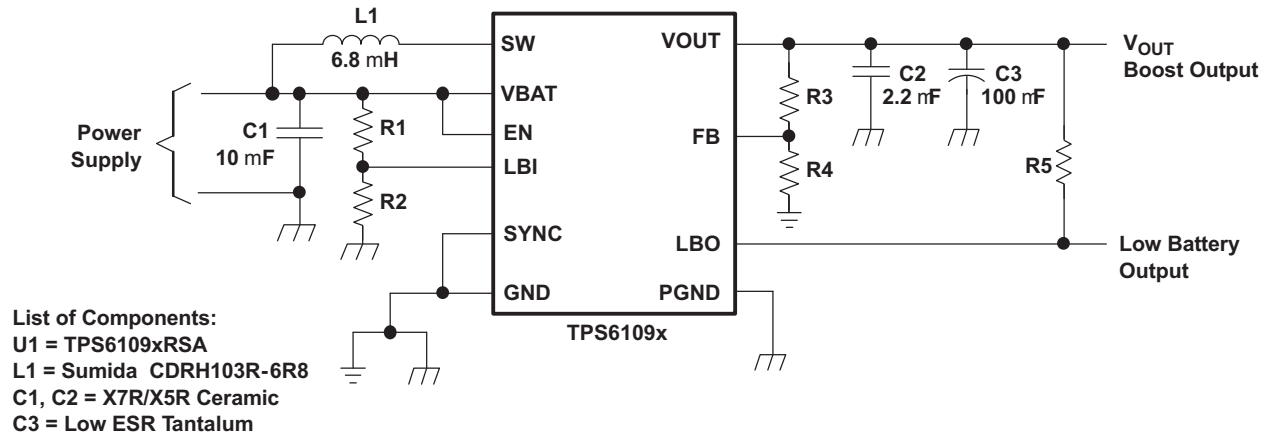 L1
6.8 mH
SW
VOUT
VOUT
Boost Output
C2
2.2 mF
C3
100 mF
R3
VBAT
Power
Supply
C1
10 mF
R1
EN
FB
LBI
R4
R5
R2
SYNC
LBO
Low Battery
Output
GND
PGND
TPS6109x
List of Components:
U1 = TPS6109xRSA
L1 = Sumida CDRH103R-6R8
C1, C2 = X7R/X5R Ceramic
C3 = Low ESR Tantalum